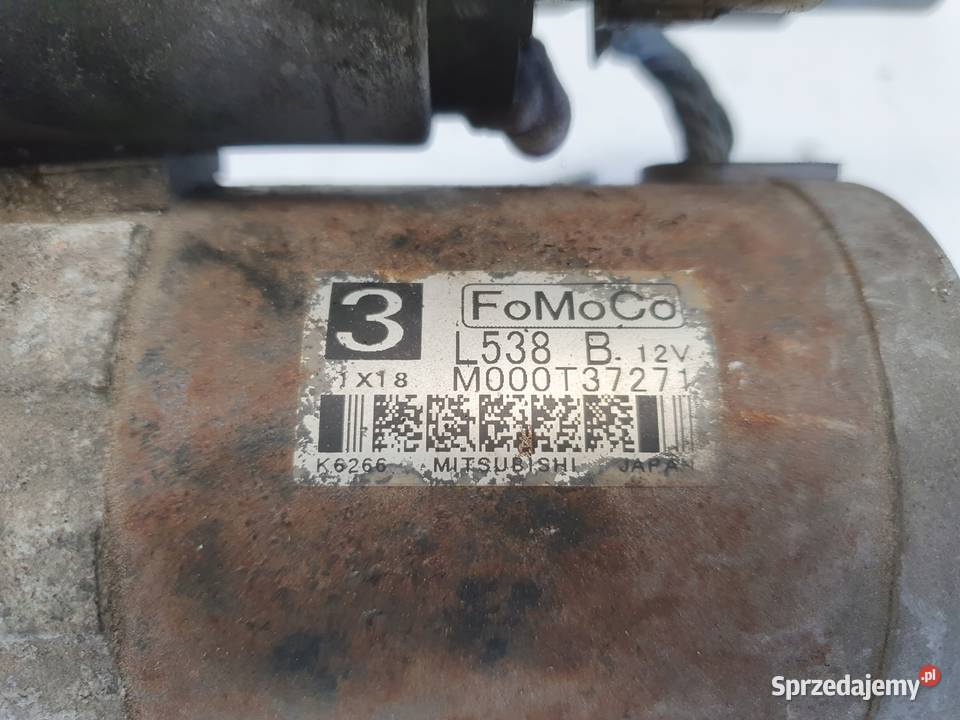 3 FoMoCo
L538 B 12V
1X18 M000T37271
K6266 MITSUBISHI JAPAN
Sprzedajemy.pl